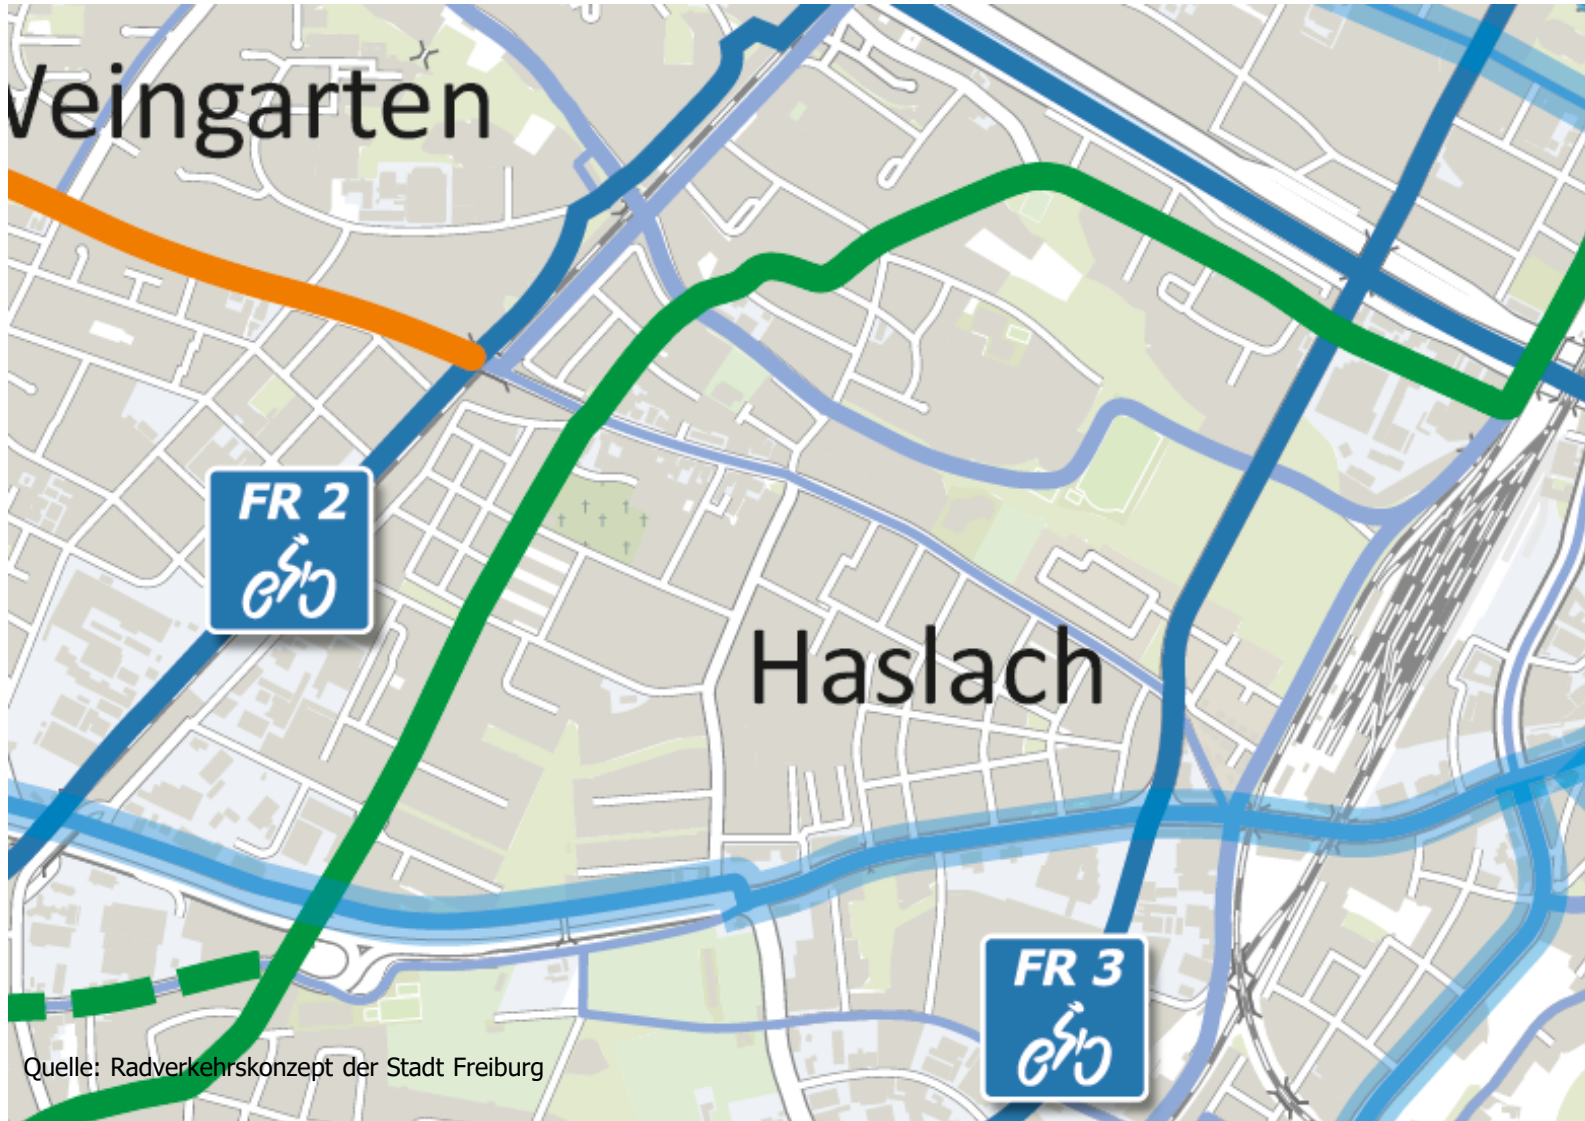 Weingarten
FR 2
Haslach
FR 3
Quelle: Radverkehrskonzept der Stadt Freiburg